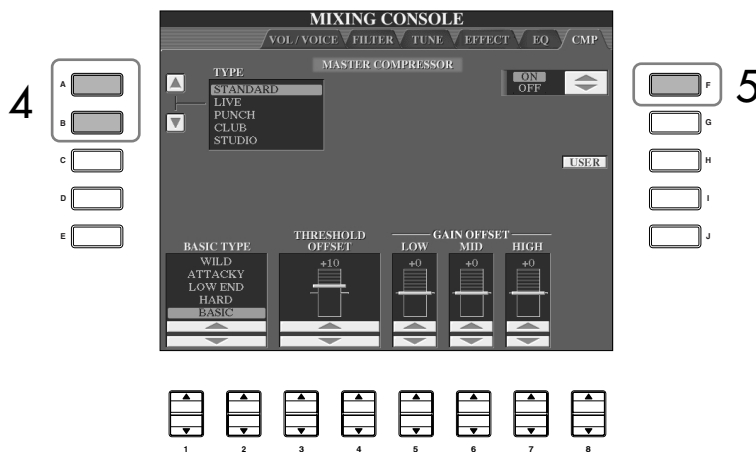 MIXING CONSOLE
VOL / VOICE FILTER TUNE EFFECT EQ CMP
MASTER COMPRESSOR
TYPE
STANDARD
LIVE
PUNCH
CLUB
STUDIO
ON
OFF
USER
4
5
A
B
C
D
E
F
G
H
I
J
BASIC TYPE
WILD
ATTACKY
LOW END
HARD
BASIC
THRESHOLD
OFFSET
+10
GAIN OFFSET
LOW MID HIGH
+0 +0 +0
1 2 3 4 5 6 7 8